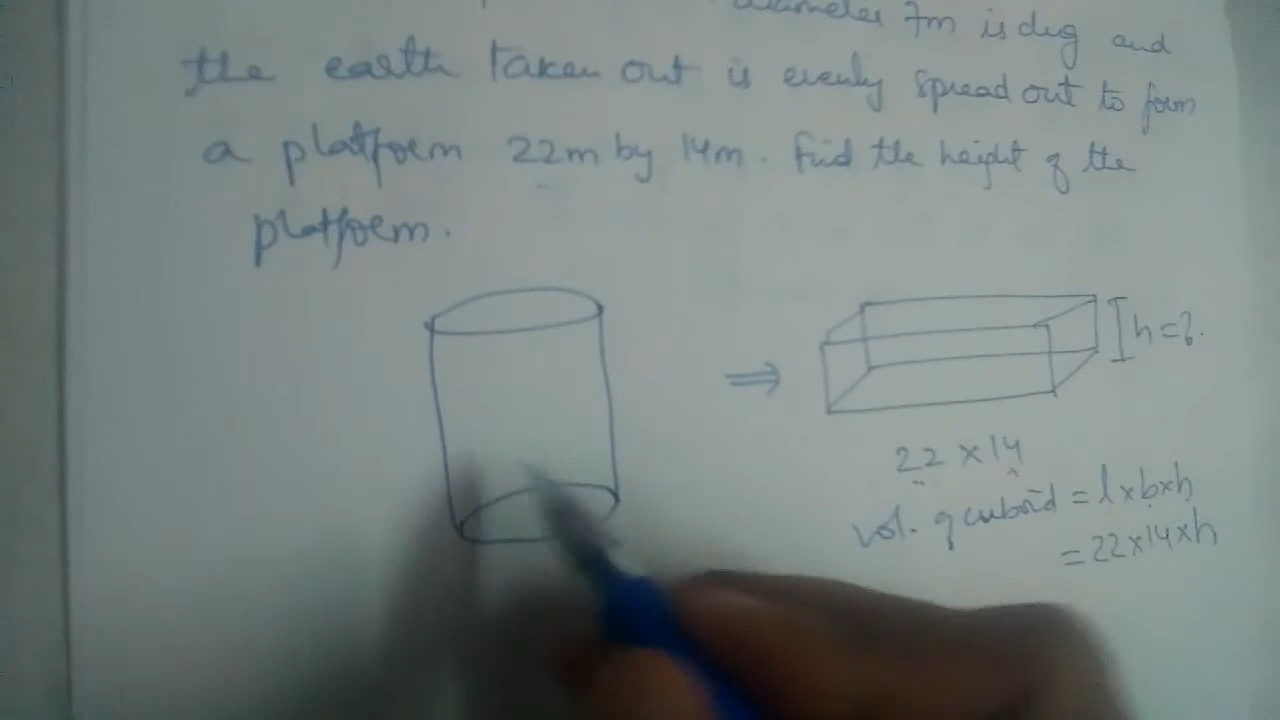 diameter 7m is dug and
the earth taken out is evenly spread out to form
a platform 22m by 14m. Find the height of the
platform.
h=?.
22 x 14
vol. of cuboid = l x b x h
= 22 x 14 x h